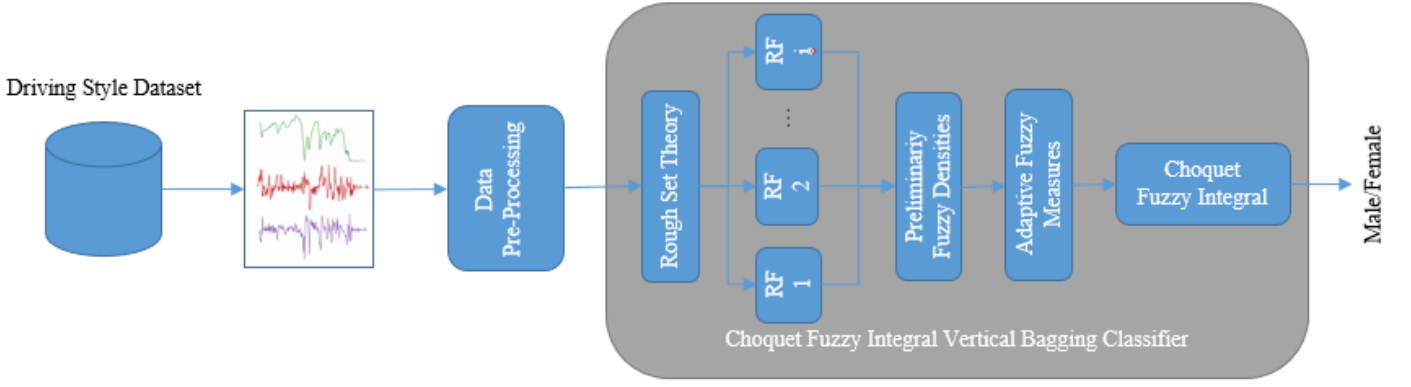 Driving Style Dataset
Data
Pre-Processing
Rough Set Theory
RF
i
...
RF
2
RF
1
Preliminariy
Fuzzy Densities
Adaptive Fuzzy
Measures
Choquet
Fuzzy Integral
Male/Female
Choquet Fuzzy Integral Vertical Bagging Classifier